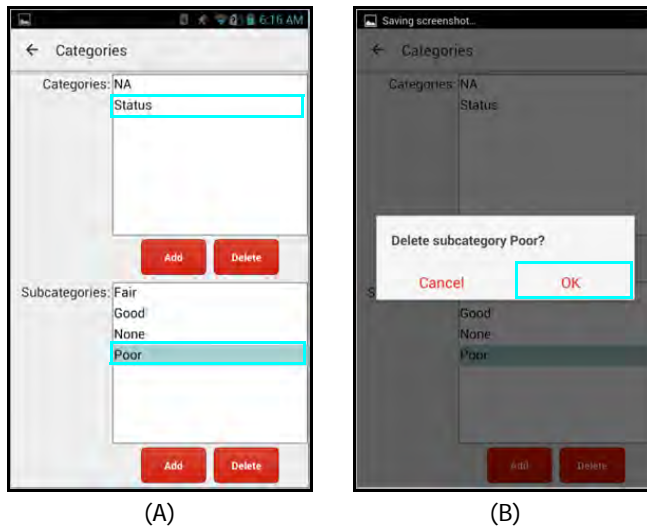 6:16 AM
← Categories
Categories: NA
Status
Add Delete
Subcategories: Fair
Good
None
Poor
Add Delete
(A)
Saving screenshot...
← Categories
Categories: NA
Status
Delete subcategory Poor?
Cancel OK
S
Good
None
Poor
Add Delete
(B)